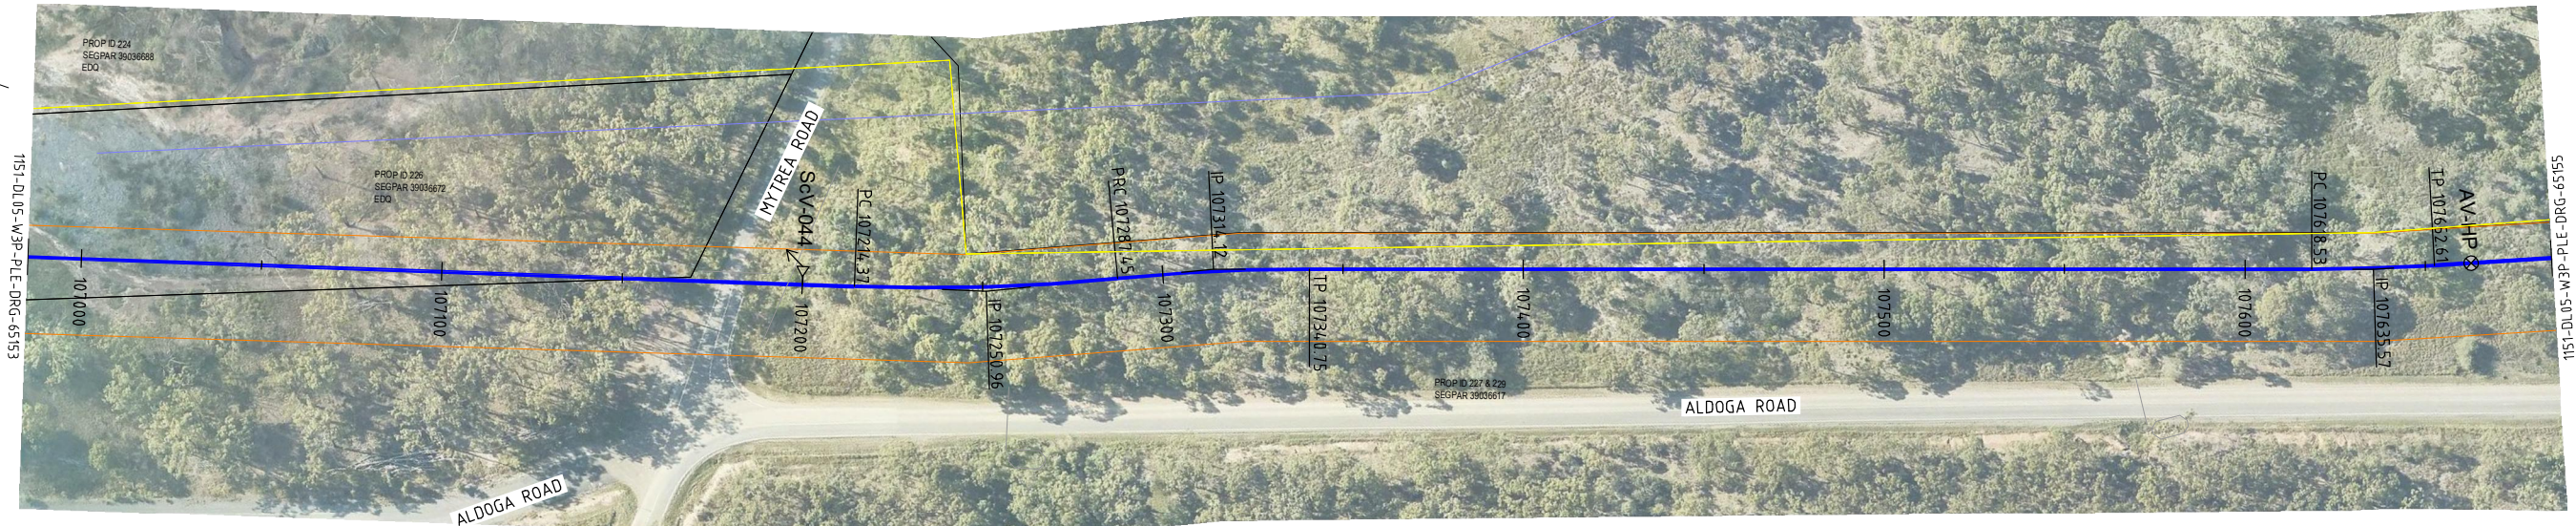 PROP ID 224
SEGPAR 39036688
EDQ
1151-DL05-W3P-PLE-DRG-65153
PROP ID 226
SEGPAR 39036672
EDQ
107000
107100
MYTREA ROAD
ScV-044
107200
PC 107214.37
IP 107250.96
PRC 107287.45
107300
IP 107314.12
TP 107340.75
107400
PROP ID 227 & 229
SEGPAR 39036617
107500
ALDOGA ROAD
107600
PC 107618.53
IP 107635.57
TP 107652.61
AV-HP
1151-DL05-W3P-PLE-DRG-65155
ALDOGA ROAD